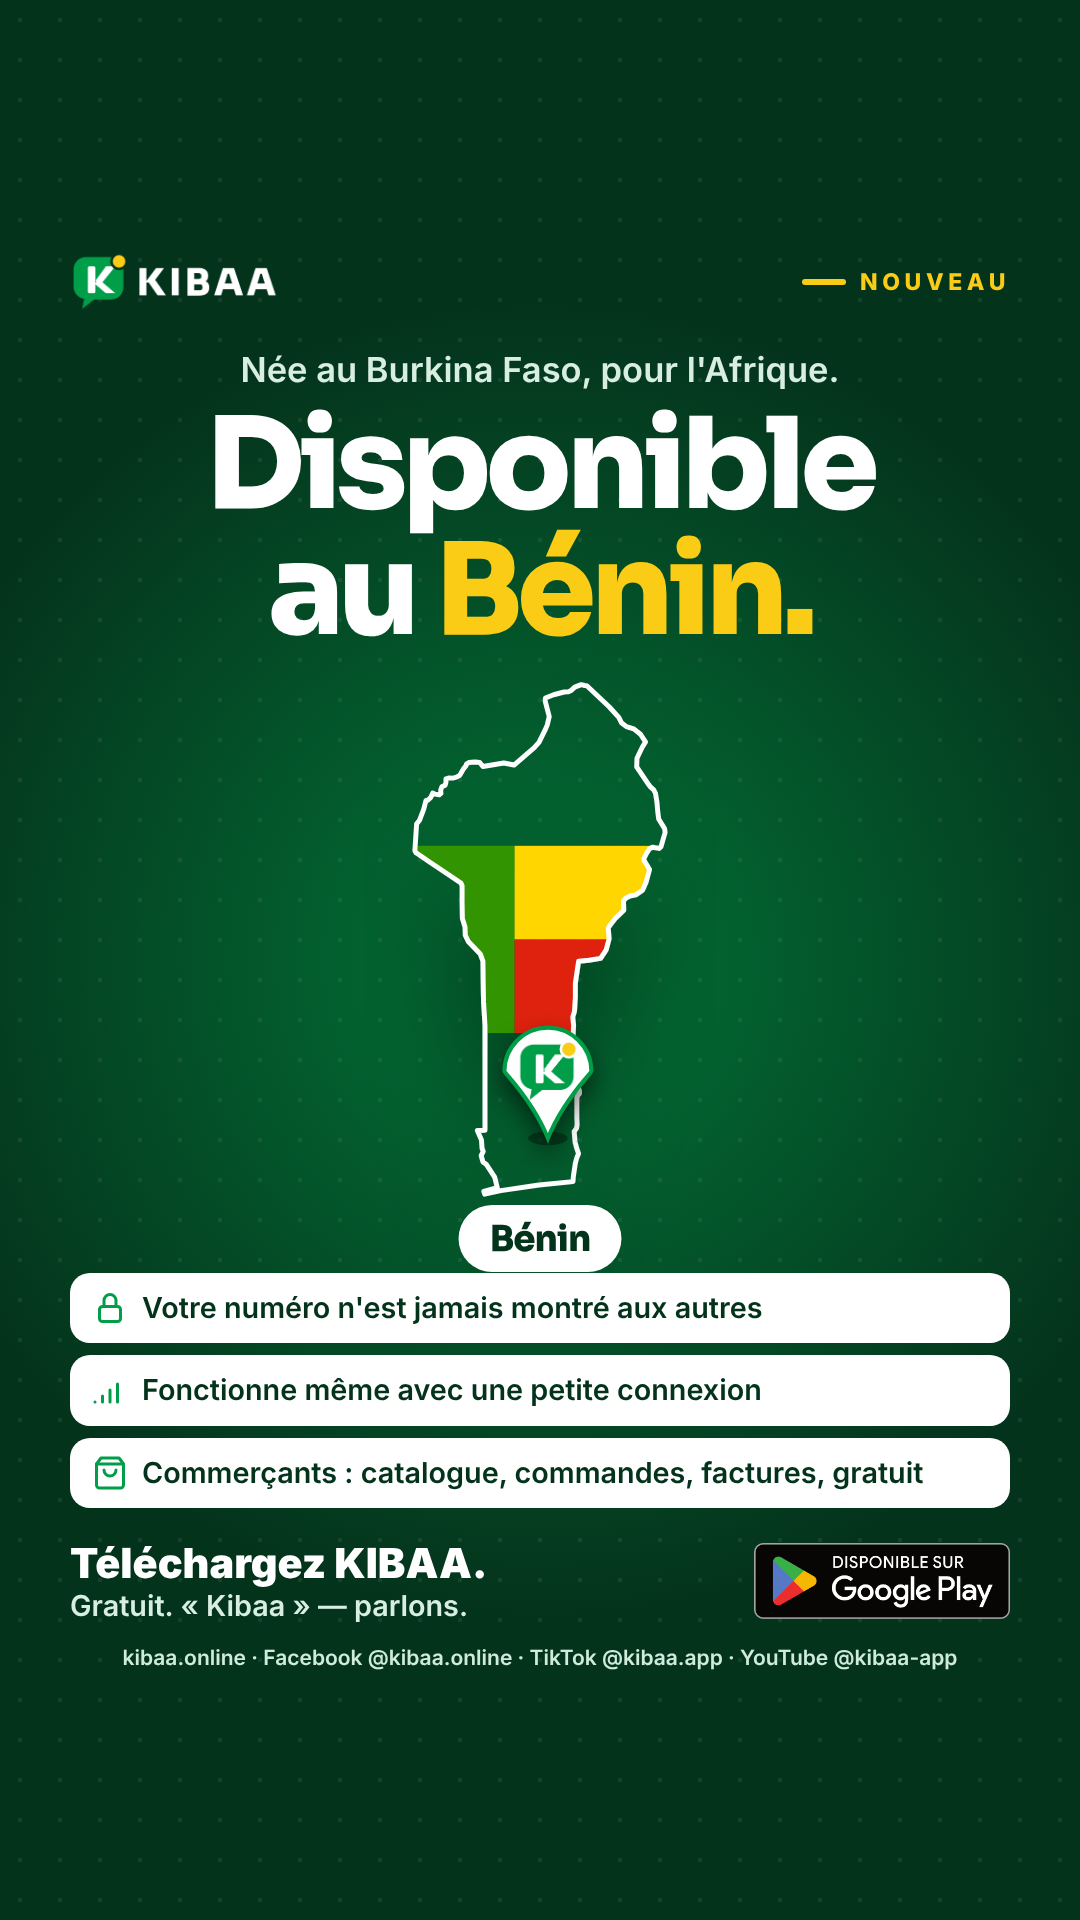 KIBAA
NOUVEAU
Née au Burkina Faso, pour l'Afrique.
Disponible
au Bénin.
Bénin
Votre numéro n'est jamais montré aux autres
Fonctionne même avec une petite connexion
Commerçants : catalogue, commandes, factures, gratuit
Téléchargez KIBAA.
Gratuit. « Kibaa » — parlons.
DISPONIBLE SUR
Google Play
kibaa.online · Facebook @kibaa.online · TikTok @kibaa.app · YouTube @kibaa-app